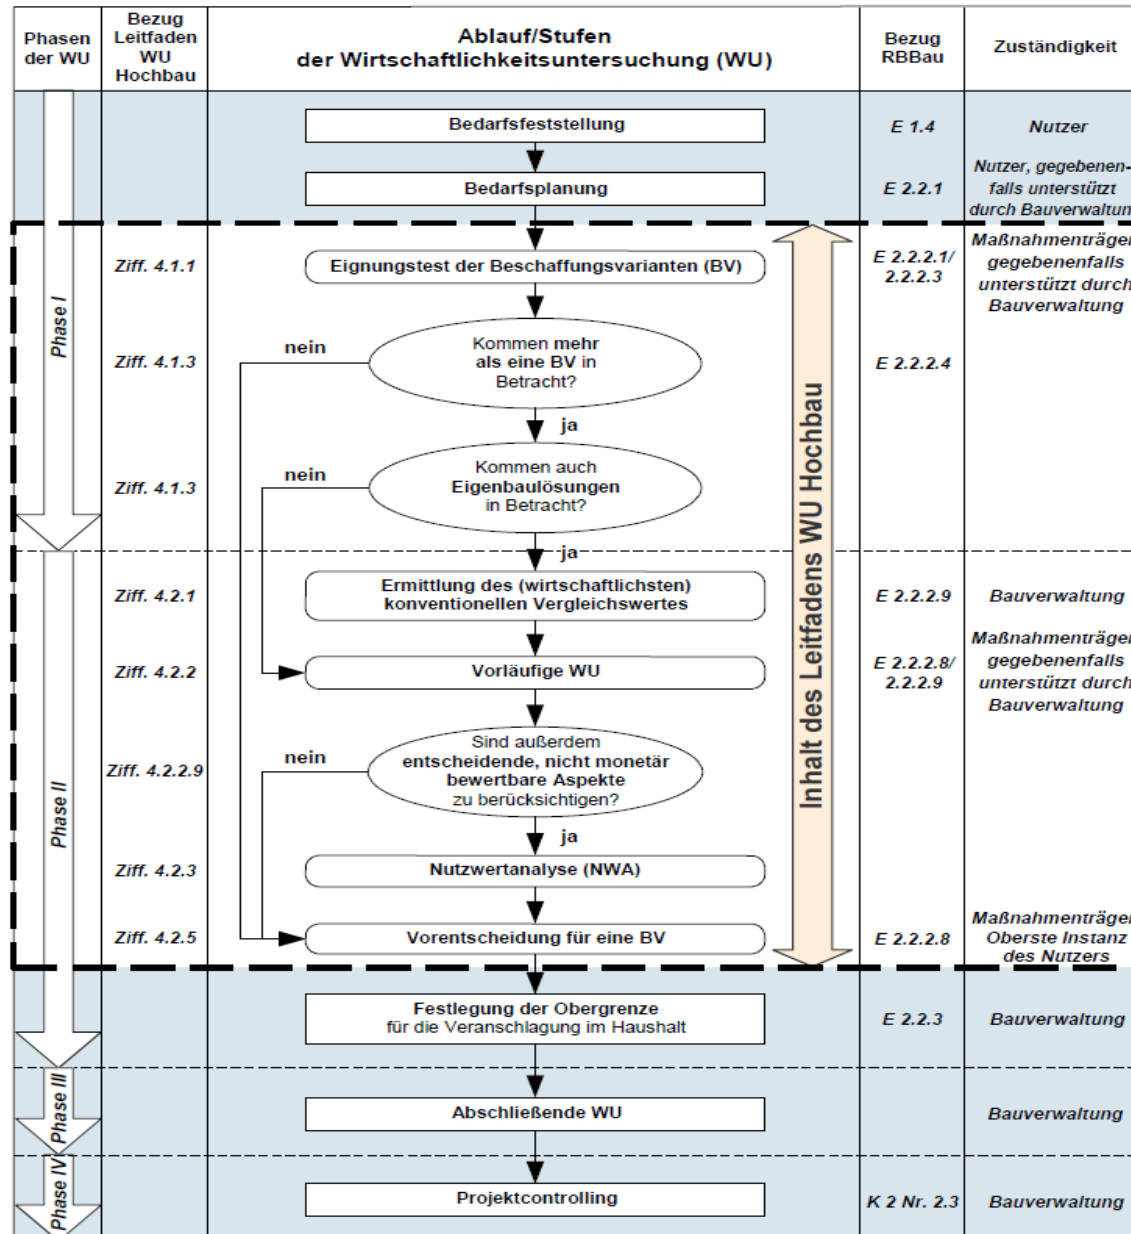 Phasen
der WU
Bezug
Leitfaden
WU
Hochbau
Ablauf/Stufen
der Wirtschaftlichkeitsuntersuchung (WU)
Bezug
RBBau
Zuständigkeit
Phase I
Bedarfsfeststellung
E 1.4
Nutzer
Bedarfsplanung
E 2.2.1
Nutzer, gegebenen-
falls unterstützt
durch Bauverwaltun
Ziff. 4.1.1
Eignungstest der Beschaffungsvarianten (BV)
E 2.2.2.1/
2.2.2.3
Maßnahmenträger
gegebenenfalls
unterstützt durch
Bauverwaltung
Ziff. 4.1.3
nein
Kommen mehr
als eine BV in
Betracht?
E 2.2.2.4
ja
Ziff. 4.1.3
nein
Kommen auch
Eigenbaulösungen
in Betracht?
ja
Inhalt des Leitfadens WU Hochbau
Phase II
Ziff. 4.2.1
Ermittlung des (wirtschaftlichsten)
konventionellen Vergleichswertes
E 2.2.2.9
Bauverwaltung
Ziff. 4.2.2
Vorläufige WU
E 2.2.2.8/
2.2.2.9
Maßnahmenträger
gegebenenfalls
unterstützt durch
Bauverwaltung
Ziff. 4.2.2.9
nein
Sind außerdem
entscheidende, nicht monetär
bewertbare Aspekte
zu berücksichtigen?
ja
Ziff. 4.2.3
Nutzwertanalyse (NWA)
Ziff. 4.2.5
Vorentscheidung für eine BV
E 2.2.2.8
Maßnahmenträger
Oberste Instanz
des Nutzers
Festlegung der Obergrenze
für die Veranschlagung im Haushalt
E 2.2.3
Bauverwaltung
Phase III
Abschließende WU
Bauverwaltung
Phase IV
Projektcontrolling
K 2 Nr. 2.3
Bauverwaltung